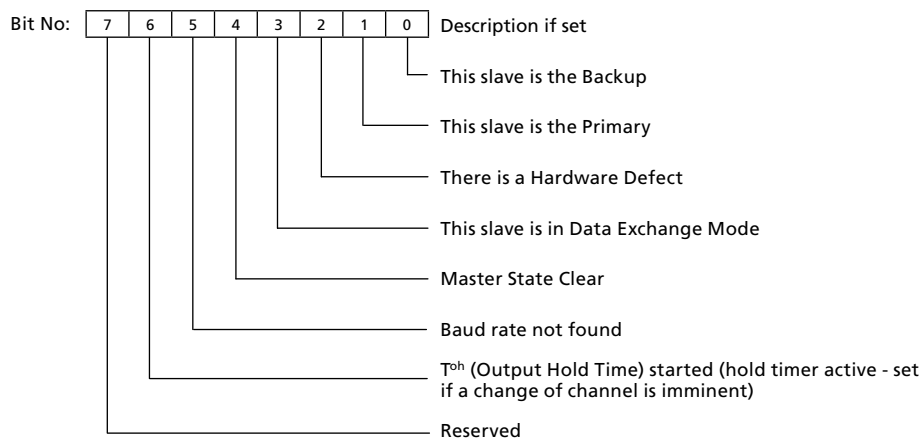 Bit No: 7 6 5 4 3 2 1 0 Description if set
This slave is the Backup
This slave is the Primary
There is a Hardware Defect
This slave is in Data Exchange Mode
Master State Clear
Baud rate not found
Tᵒʰ (Output Hold Time) started (hold timer active - set
if a change of channel is imminent)
Reserved